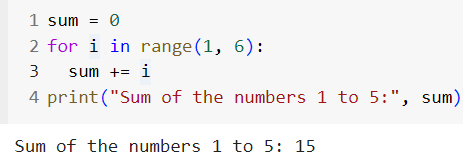 1 sum = 0
2 for i in range(1, 6):
3   sum += i
4 print("Sum of the numbers 1 to 5:", sum)
Sum of the numbers 1 to 5: 15